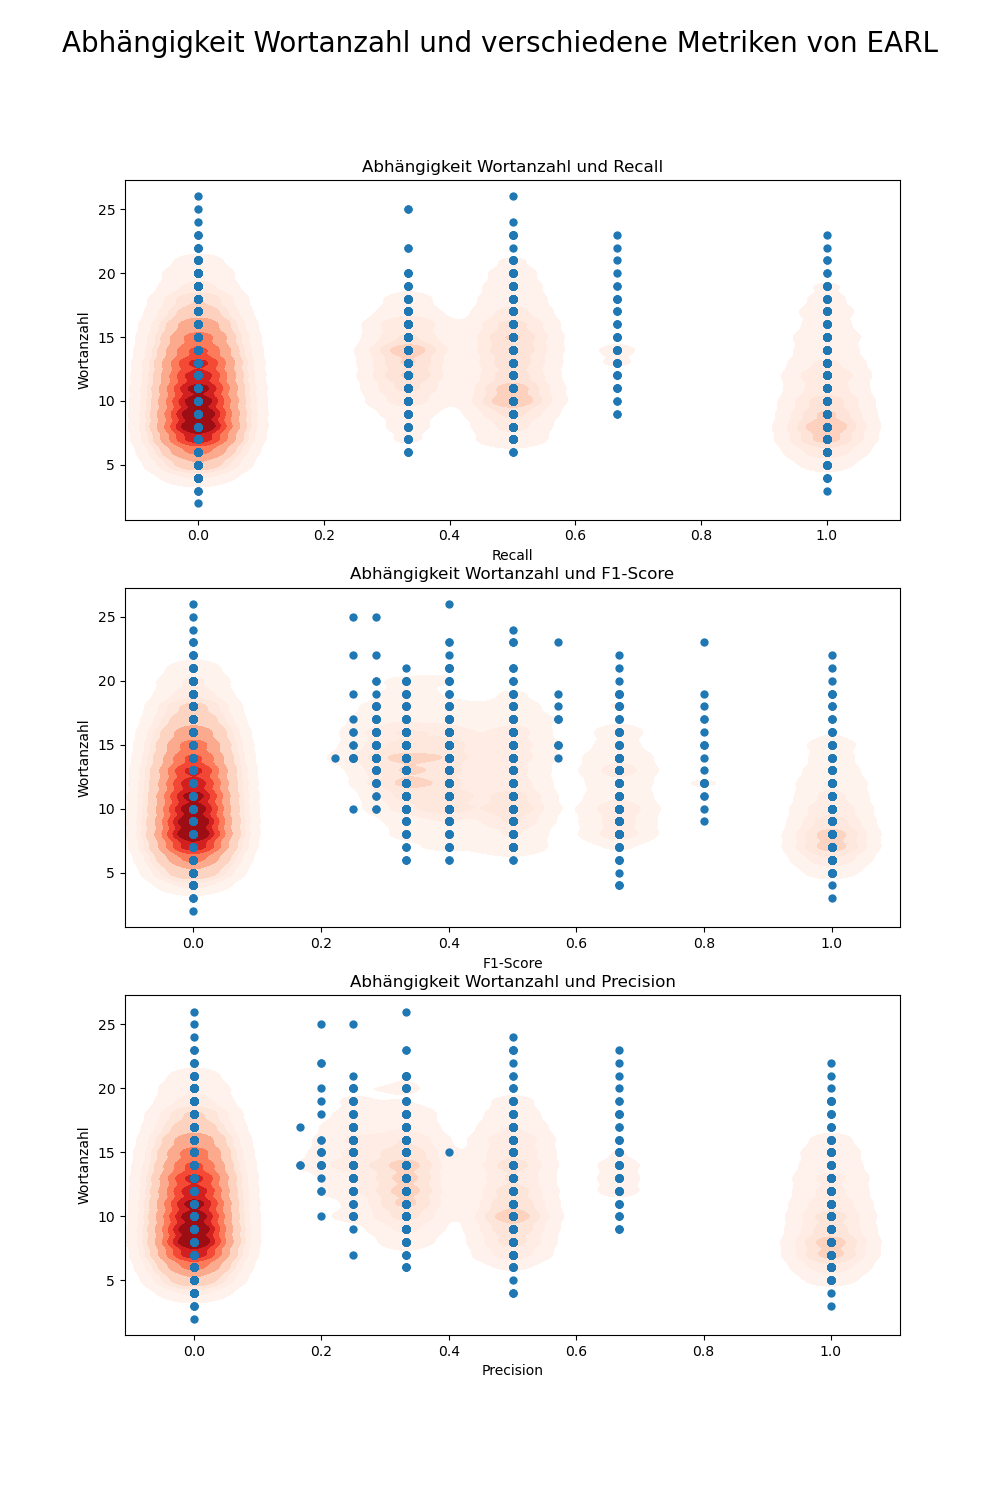 Abhängigkeit Wortanzahl und verschiedene Metriken von EARL
Abhängigkeit Wortanzahl und Recall
Wortanzahl
25
20
15
10
5
0.0 0.2 0.4 0.6 0.8 1.0
Recall
Abhängigkeit Wortanzahl und F1-Score
Wortanzahl
25
20
15
10
5
0.0 0.2 0.4 0.6 0.8 1.0
F1-Score
Abhängigkeit Wortanzahl und Precision
Wortanzahl
25
20
15
10
5
0.0 0.2 0.4 0.6 0.8 1.0
Precision